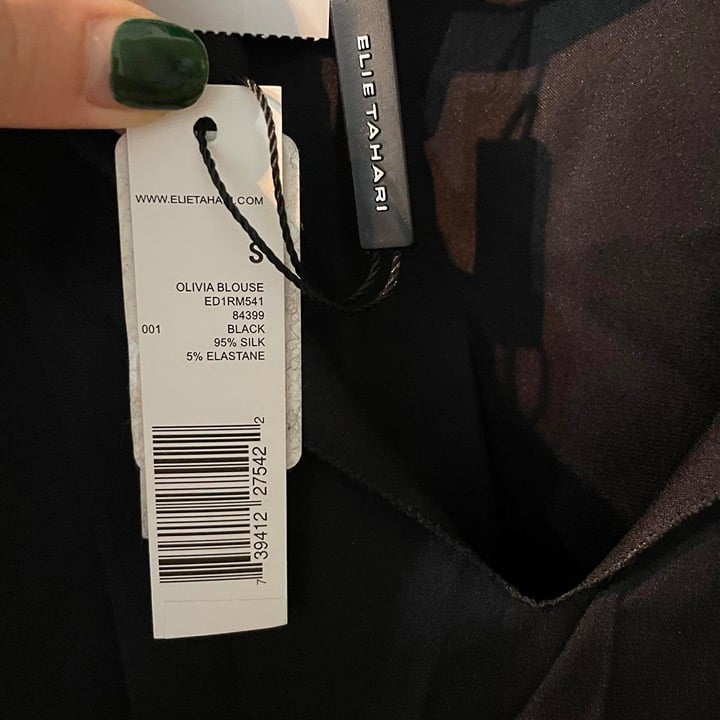 ELIE TAHARI
WWW.ELIETAHARI.COM
S
OLIVIA BLOUSE
ED1RM541
84399
001 BLACK
95% SILK
5% ELASTANE
7 39412 27542 2